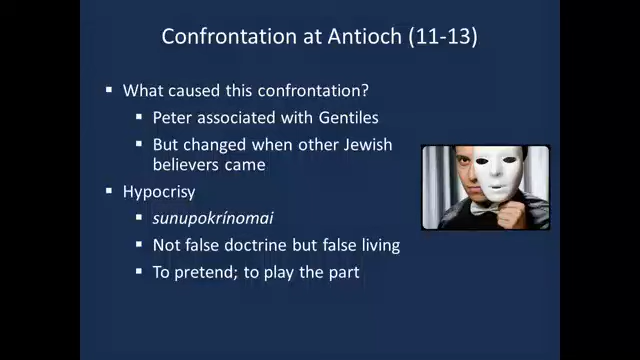 Confrontation at Antioch (11-13)
▪ What caused this confrontation?
▪ Peter associated with Gentiles
▪ But changed when other Jewish
believers came
▪ Hypocrisy
▪ sunupokrínomai
▪ Not false doctrine but false living
▪ To pretend; to play the part